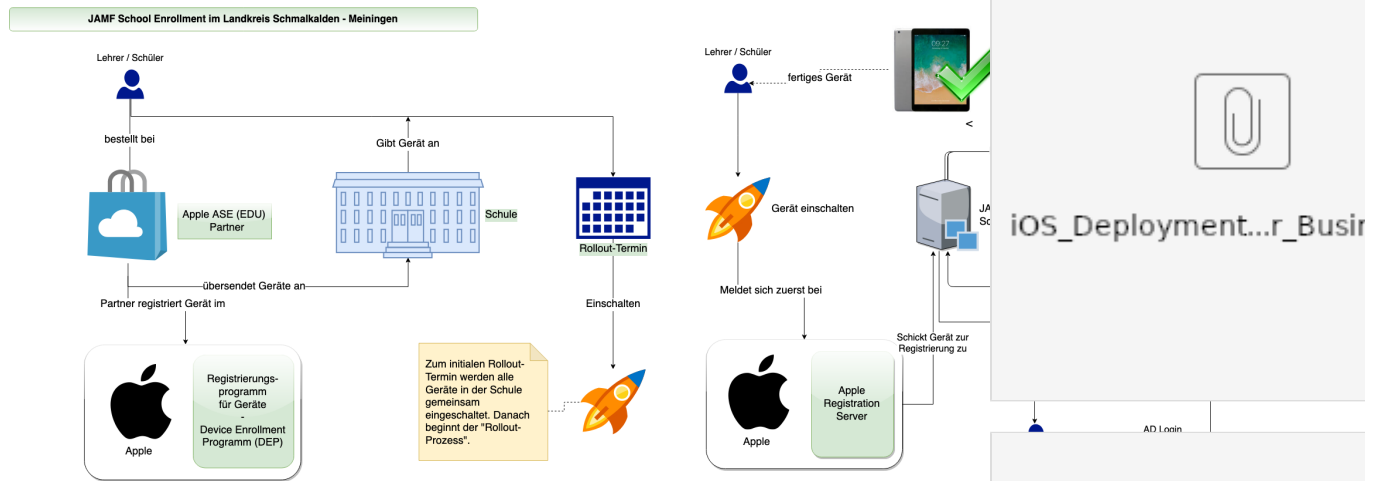 JAMF School Enrollment im Landkreis Schmalkalden - Meiningen
Lehrer / Schüler
bestellt bei
Gibt Gerät an
Apple ASE (EDU)
Partner
Schule
Rollout-Termin
übersendet Geräte an
Partner registriert Gerät im
Einschalten
Registrierungs-
programm
für Geräte
-
Device Enrollment
Programm (DEP)
Apple
Zum initialen Rollout-
Termin werden alle
Geräte in der Schule
gemeinsam
eingeschaltet. Danach
beginnt der "Rollout-
Prozess".
Lehrer / Schüler
fertiges Gerät
09:27
<
Gerät einschalten
JA
Sc
Meldet sich zuerst bei
Schickt Gerät zur
Registrierung zu
Apple
Registration
Server
Apple
iOS_Deployment...r_Busin
AD Login